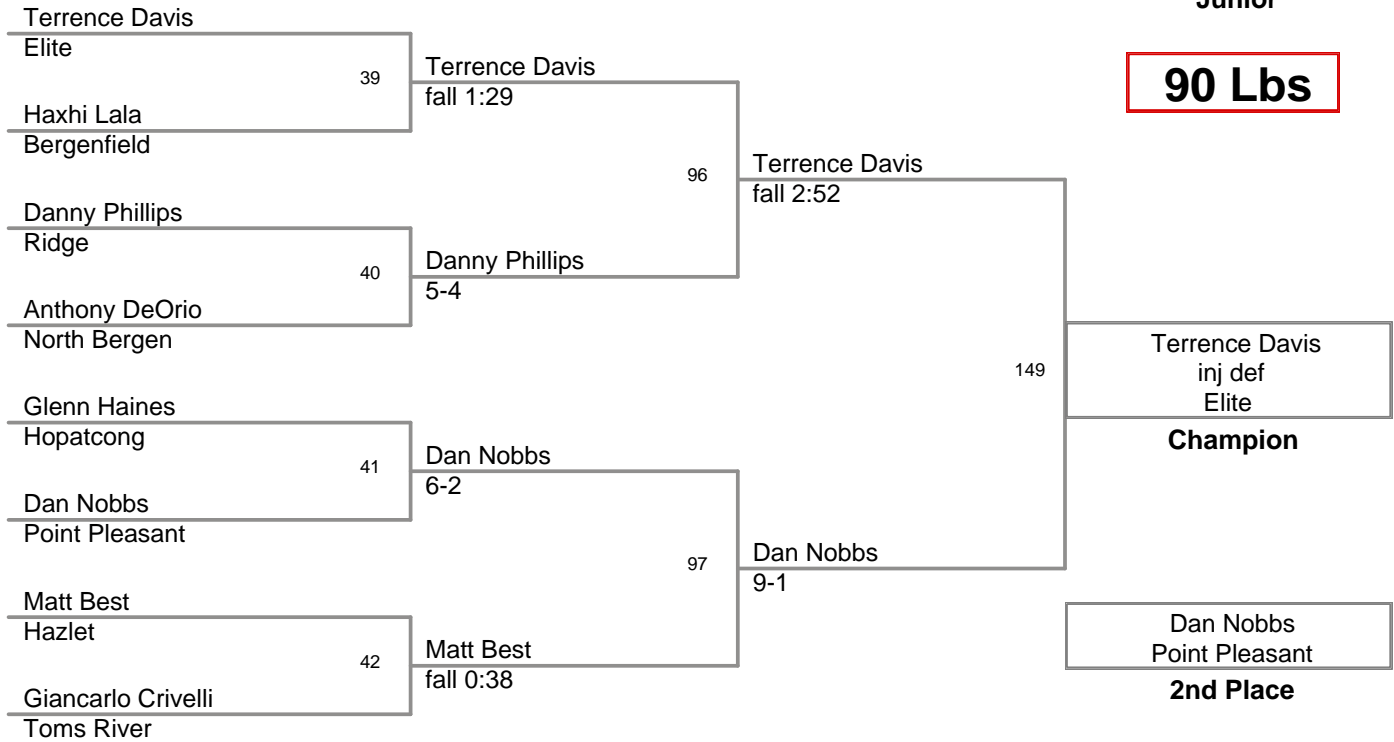 Junior
90 Lbs
Terrence Davis
Elite
39
Haxhi Lala
Bergenfield
Danny Phillips
Ridge
40
Anthony DeOrio
North Bergen
Glenn Haines
Hopatcong
41
Dan Nobbs
Point Pleasant
Matt Best
Hazlet
42
Giancarlo Crivelli
Toms River
Terrence Davis
fall 1:29
96
Danny Phillips
5-4
Dan Nobbs
6-2
97
Matt Best
fall 0:38
Terrence Davis
fall 2:52
149
Dan Nobbs
9-1
Terrence Davis
inj def
Elite
Champion
Dan Nobbs
Point Pleasant
2nd Place